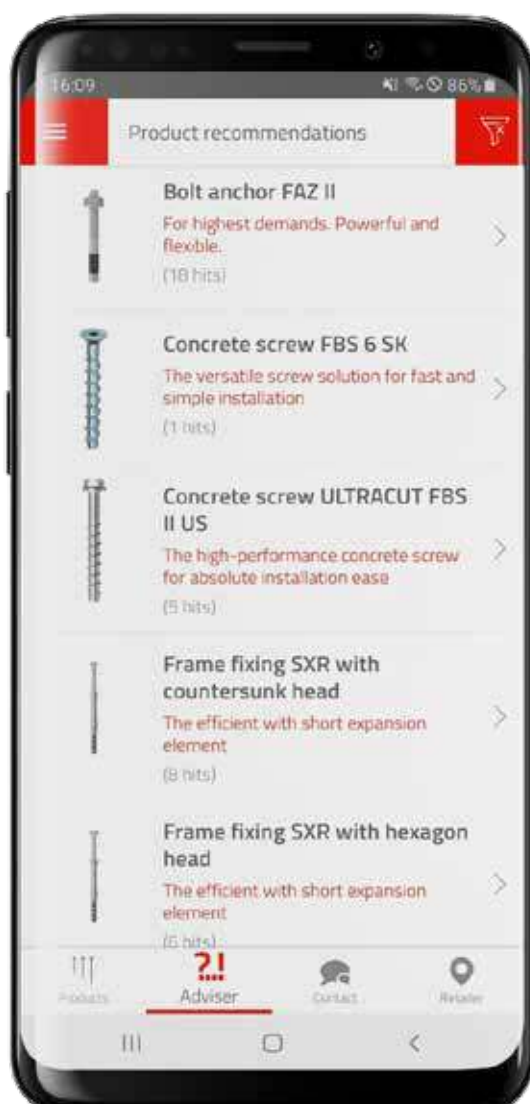 16:09
86%
Product recommendations
Bolt anchor FAZ II
For highest demands. Powerful and
flexible.
(18 hits)
Concrete screw FBS 6 SK
The versatile screw solution for fast and
simple installation
(1 hits)
Concrete screw ULTRACUT FBS
II US
The high-performance concrete screw
for absolute installation ease
(5 hits)
Frame fixing SXR with
countersunk head
The efficient with short expansion
element
(8 hits)
Frame fixing SXR with hexagon
head
The efficient with short expansion
element
(6 hits)
?!
Products
Adviser
Contact
Retailer